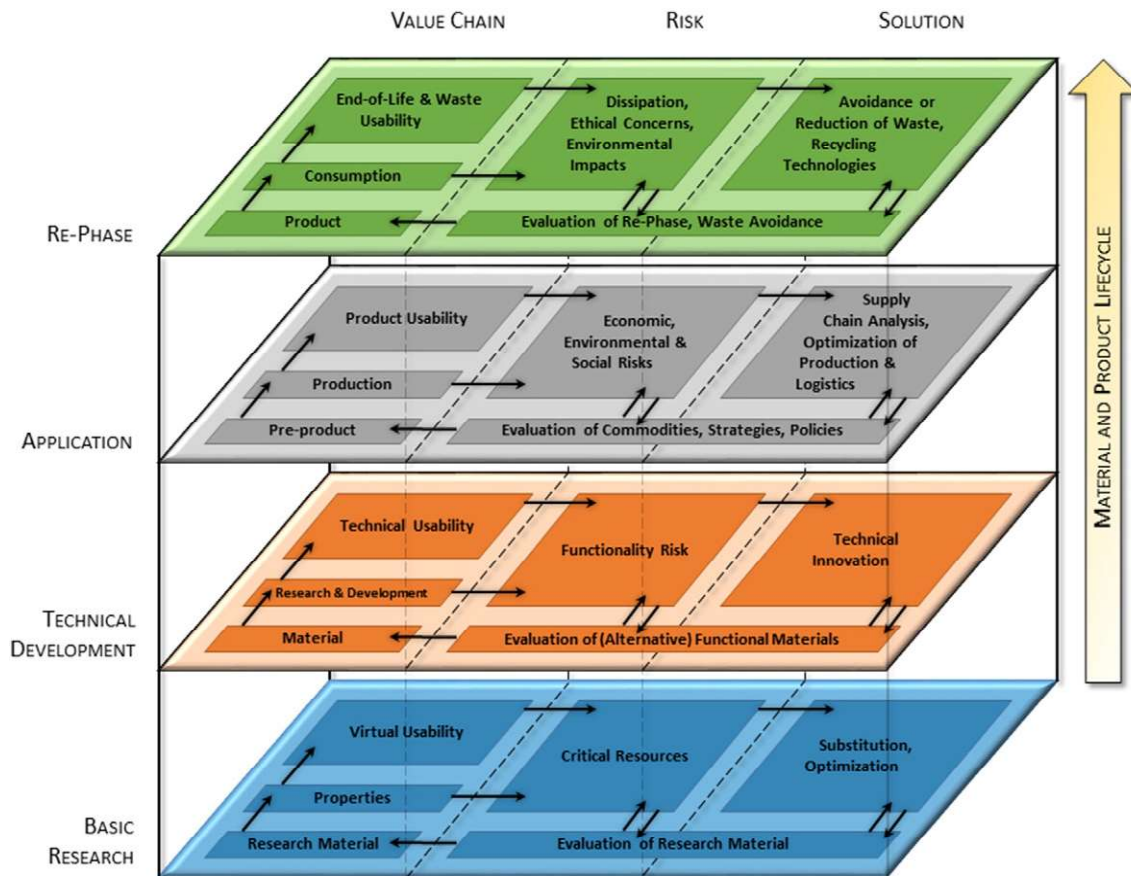 VALUE CHAIN
RISK
SOLUTION
End-of-Life & Waste
Usability
Dissipation,
Ethical Concerns,
Environmental
Impacts
Avoidance or
Reduction of Waste,
Recycling
Technologies
Consumption
Product
Evaluation of Re-Phase, Waste Avoidance
RE-PHASE
Product Usability
Economic,
Environmental &
Social Risks
Supply
Chain Analysis,
Optimization of
Production &
Logistics
Production
Pre-product
Evaluation of Commodities, Strategies, Policies
APPLICATION
Technical Usability
Functionality Risk
Technical
Innovation
Research & Development
Material
Evaluation of (Alternative) Functional Materials
TECHNICAL
DEVELOPMENT
Virtual Usability
Critical Resources
Substitution,
Optimization
Properties
Research Material
Evaluation of Research Material
BASIC
RESEARCH
MATERIAL AND PRODUCT LIFECYCLE